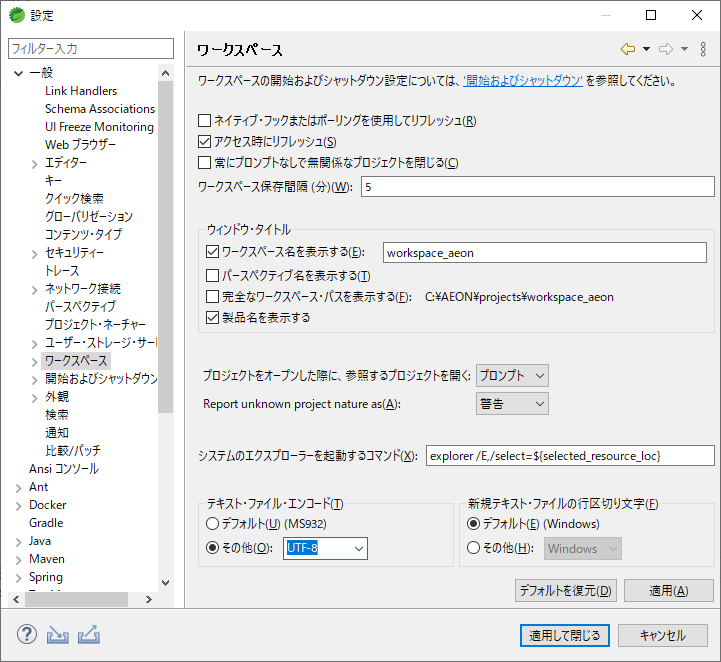 設定
フィルター入力
一般
Link Handlers
Schema Associations
UI Freeze Monitoring
Web ブラウザー
エディター
キー
クイック検索
グローバリゼーション
コンテンツ・タイプ
セキュリティー
トレース
ネットワーク接続
パースペクティブ
プロジェクト・ネーチャー
ユーザー・ストレージ・サー
ワークスペース
開始およびシャットダウン
外観
検索
通知
比較/パッチ
Ansi コンソール
Ant
Docker
Gradle
Java
Maven
Spring
ワークスペース
ワークスペースの開始およびシャットダウン設定については、'開始およびシャットダウン' を参照してください。
ネイティブ・フックまたはポーリングを使用してリフレッシュ(R)
アクセス時にリフレッシュ(S)
常にプロンプトなしで無関係なプロジェクトを閉じる(C)
ワークスペース保存間隔 (分)(W): 5
ウィンドウ・タイトル
ワークスペース名を表示する(E): workspace_aeon
パースペクティブ名を表示する(T)
完全なワークスペース・パスを表示する(F): C:¥AEON¥projects¥workspace_aeon
製品名を表示する
プロジェクトをオープンした際に、参照するプロジェクトを開く: プロンプト
Report unknown project nature as(A): 警告
システムのエクスプローラーを起動するコマンド(X): explorer /E,/select=${selected_resource_loc}
テキスト・ファイル・エンコード(T)
デフォルト(U) (MS932)
その他(O): UTF-8
新規テキスト・ファイルの行区切り文字(F)
デフォルト(E) (Windows)
その他(H): Windows
デフォルトを復元(D) 適用(A)
適用して閉じる キャンセル